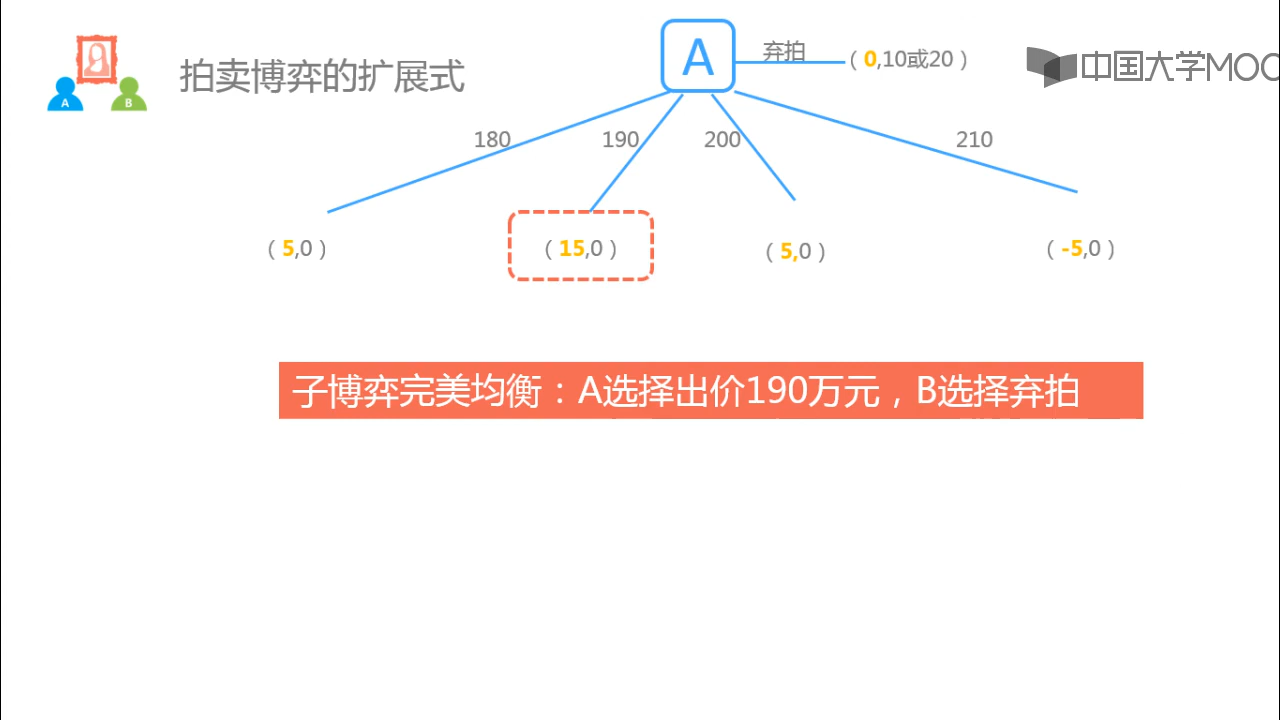 拍卖博弈的扩展式
A
B
A
弃拍
（0,10或20）
中国大学MOO
180
190
200
210
（5,0）
（15,0）
（5,0）
（-5,0）
子博弈完美均衡：A选择出价190万元，B选择弃拍